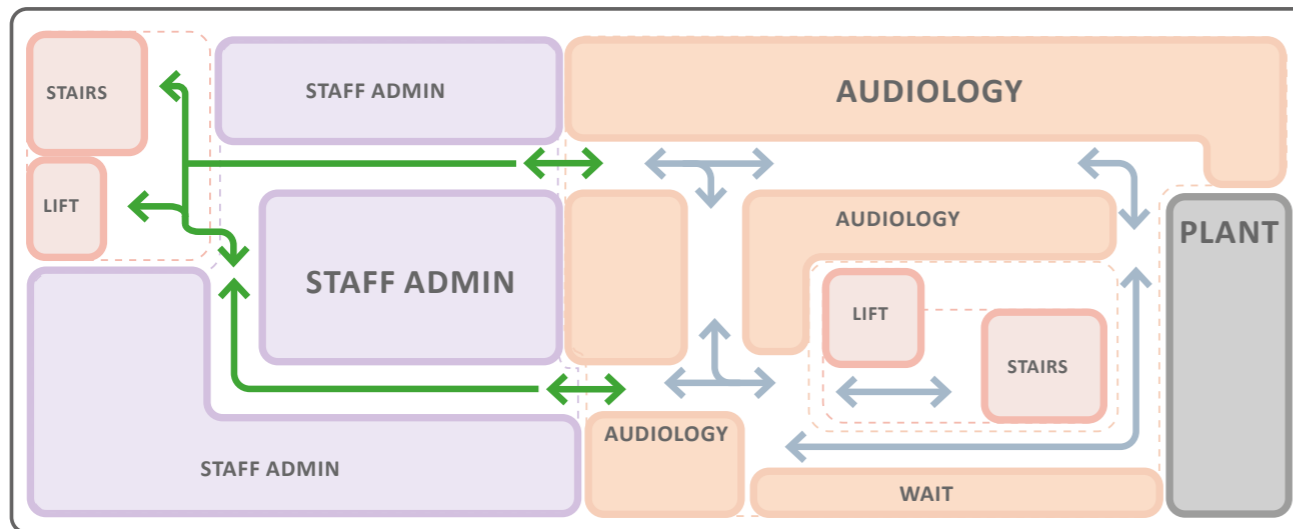 STAIRS
STAFF ADMIN
AUDIOLOGY
LIFT
AUDIOLOGY
PLANT
STAFF ADMIN
LIFT
STAIRS
AUDIOLOGY
STAFF ADMIN
WAIT